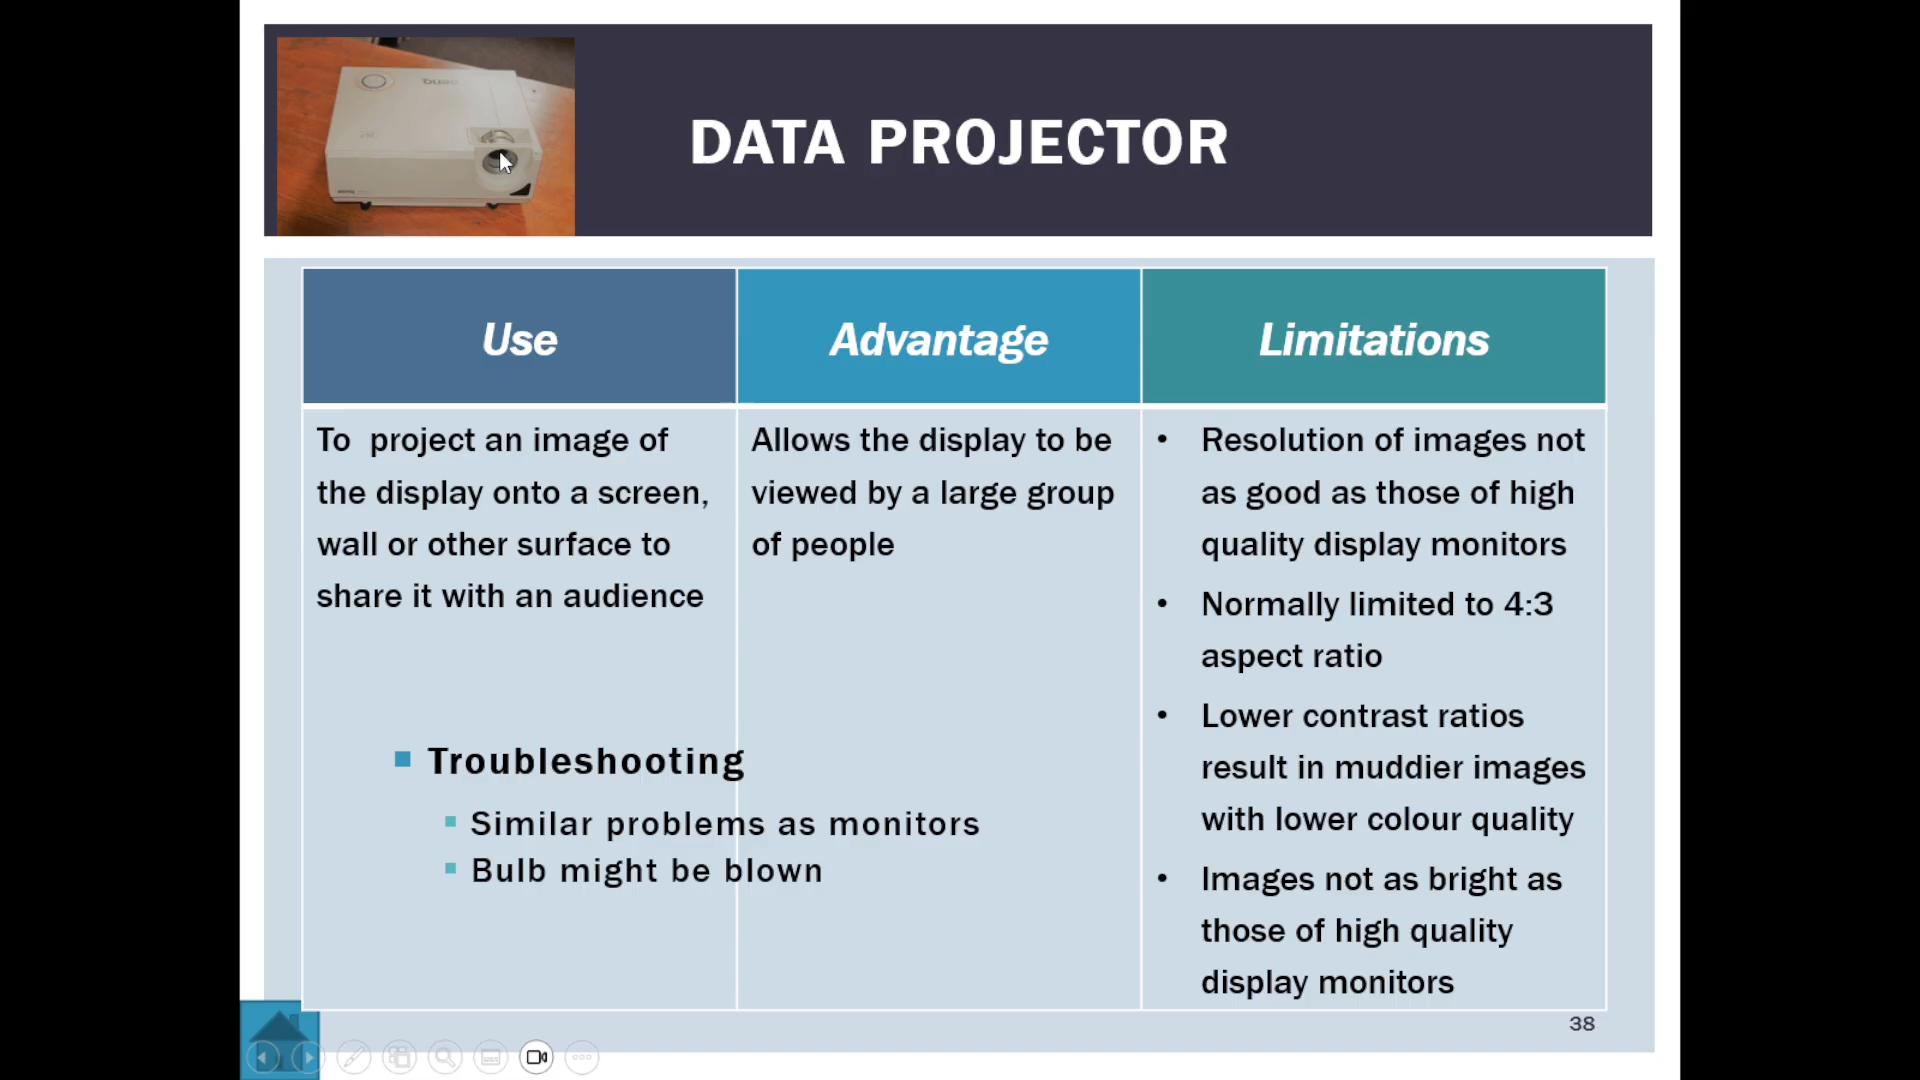 DATA PROJECTOR
Use
Advantage
Limitations
To project an image of
the display onto a screen,
wall or other surface to
share it with an audience
Allows the display to be
viewed by a large group
of people
• Resolution of images not
as good as those of high
quality display monitors
• Normally limited to 4:3
aspect ratio
• Lower contrast ratios
result in muddier images
with lower colour quality
• Images not as bright as
those of high quality
display monitors
Troubleshooting
Similar problems as monitors
Bulb might be blown
38